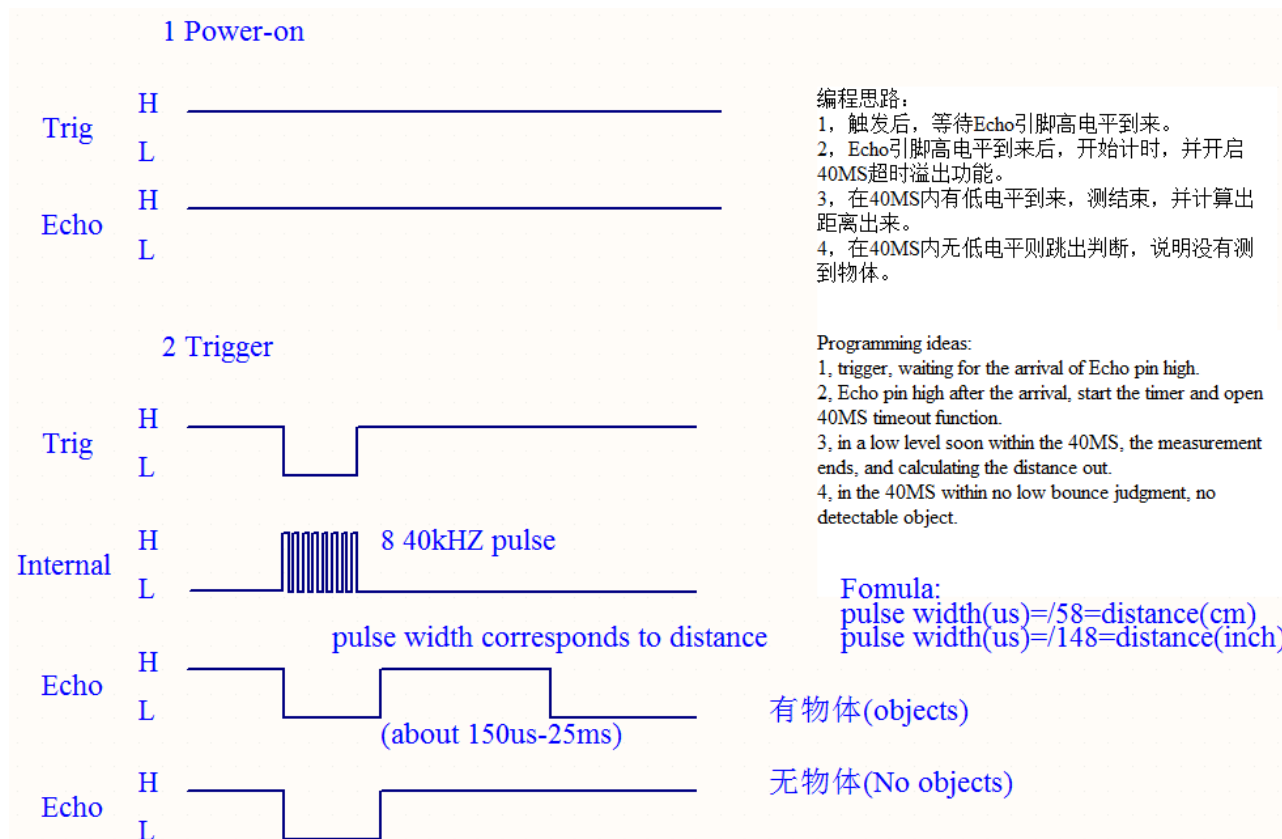 1 Power-on
H
Trig
L
H
Echo
L
编程思路：
1，触发后，等待Echo引脚高电平到来。
2，Echo引脚高电平到来后，开始计时，并开启
40MS超时溢出功能。
3，在40MS内有低电平到来，测结束，并计算出
距离出来。
4，在40MS内无低电平则跳出判断，说明没有测
到物体。
2 Trigger
H
Trig
L
H
Internal
L
8 40kHZ pulse
Programming ideas:
1, trigger, waiting for the arrival of Echo pin high.
2, Echo pin high after the arrival, start the timer and open
40MS timeout function.
3, in a low level soon within the 40MS, the measurement
ends, and calculating the distance out.
4, in the 40MS within no low bounce judgment, no
detectable object.
Fomula:
pulse width(us)=/58=distance(cm)
pulse width(us)=/148=distance(inch)
pulse width corresponds to distance
H
Echo
L
(about 150us-25ms)
有物体(objects)
H
Echo
L
无物体(No objects)